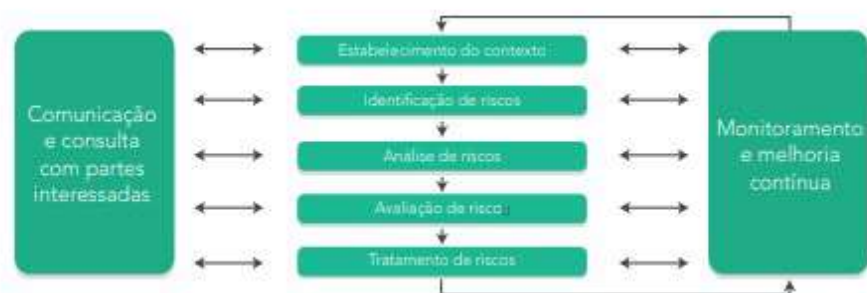 Comunicação
e consulta
com partes
interessadas
Estabelecimento do contexto
Identificação de riscos
Análise de riscos
Avaliação de risco
Tratamento de riscos
Monitoramento
e melhoria
contínua